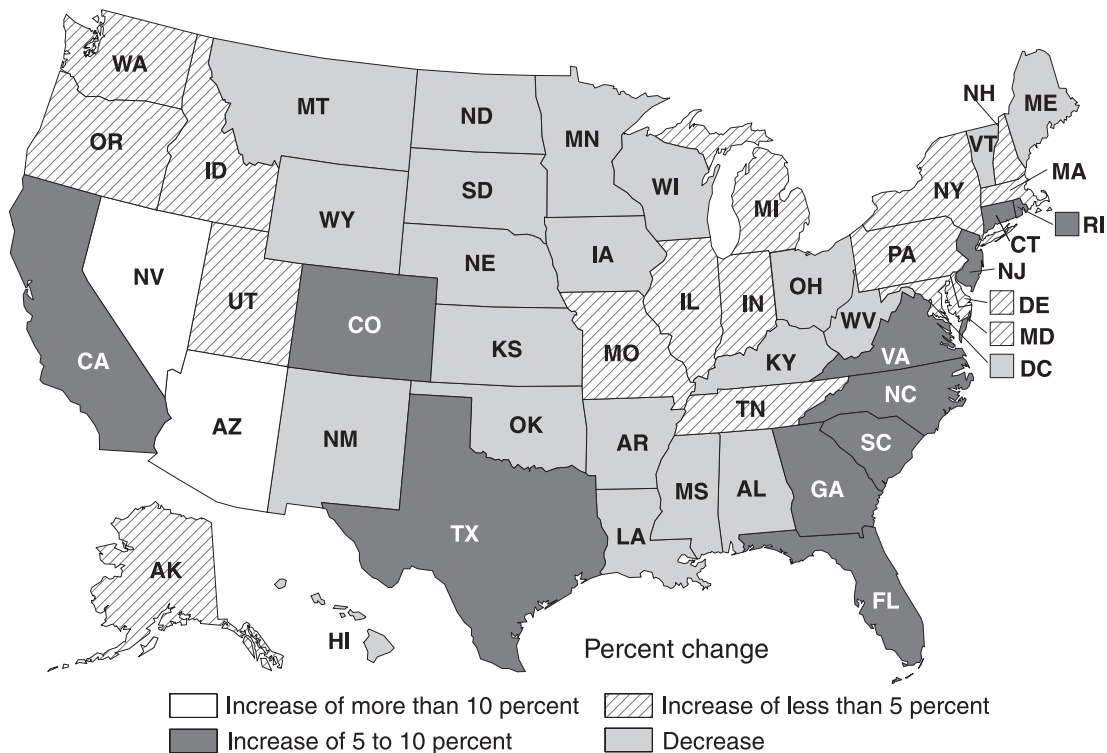 WA
MT
ND
MN
NH
ME
VT
OR
ID
SD
WI
MI
NY
MA
WY
RI
CT
IA
NE
PA
NJ
NV
UT
IL
IN
OH
DE
CO
WV
MD
CA
KS
MO
KY
VA
DC
NC
TN
AZ
NM
OK
AR
SC
MS
AL
GA
TX
LA
AK
FL
HI
Percent change
Increase of more than 10 percent
Increase of less than 5 percent
Increase of 5 to 10 percent
Decrease